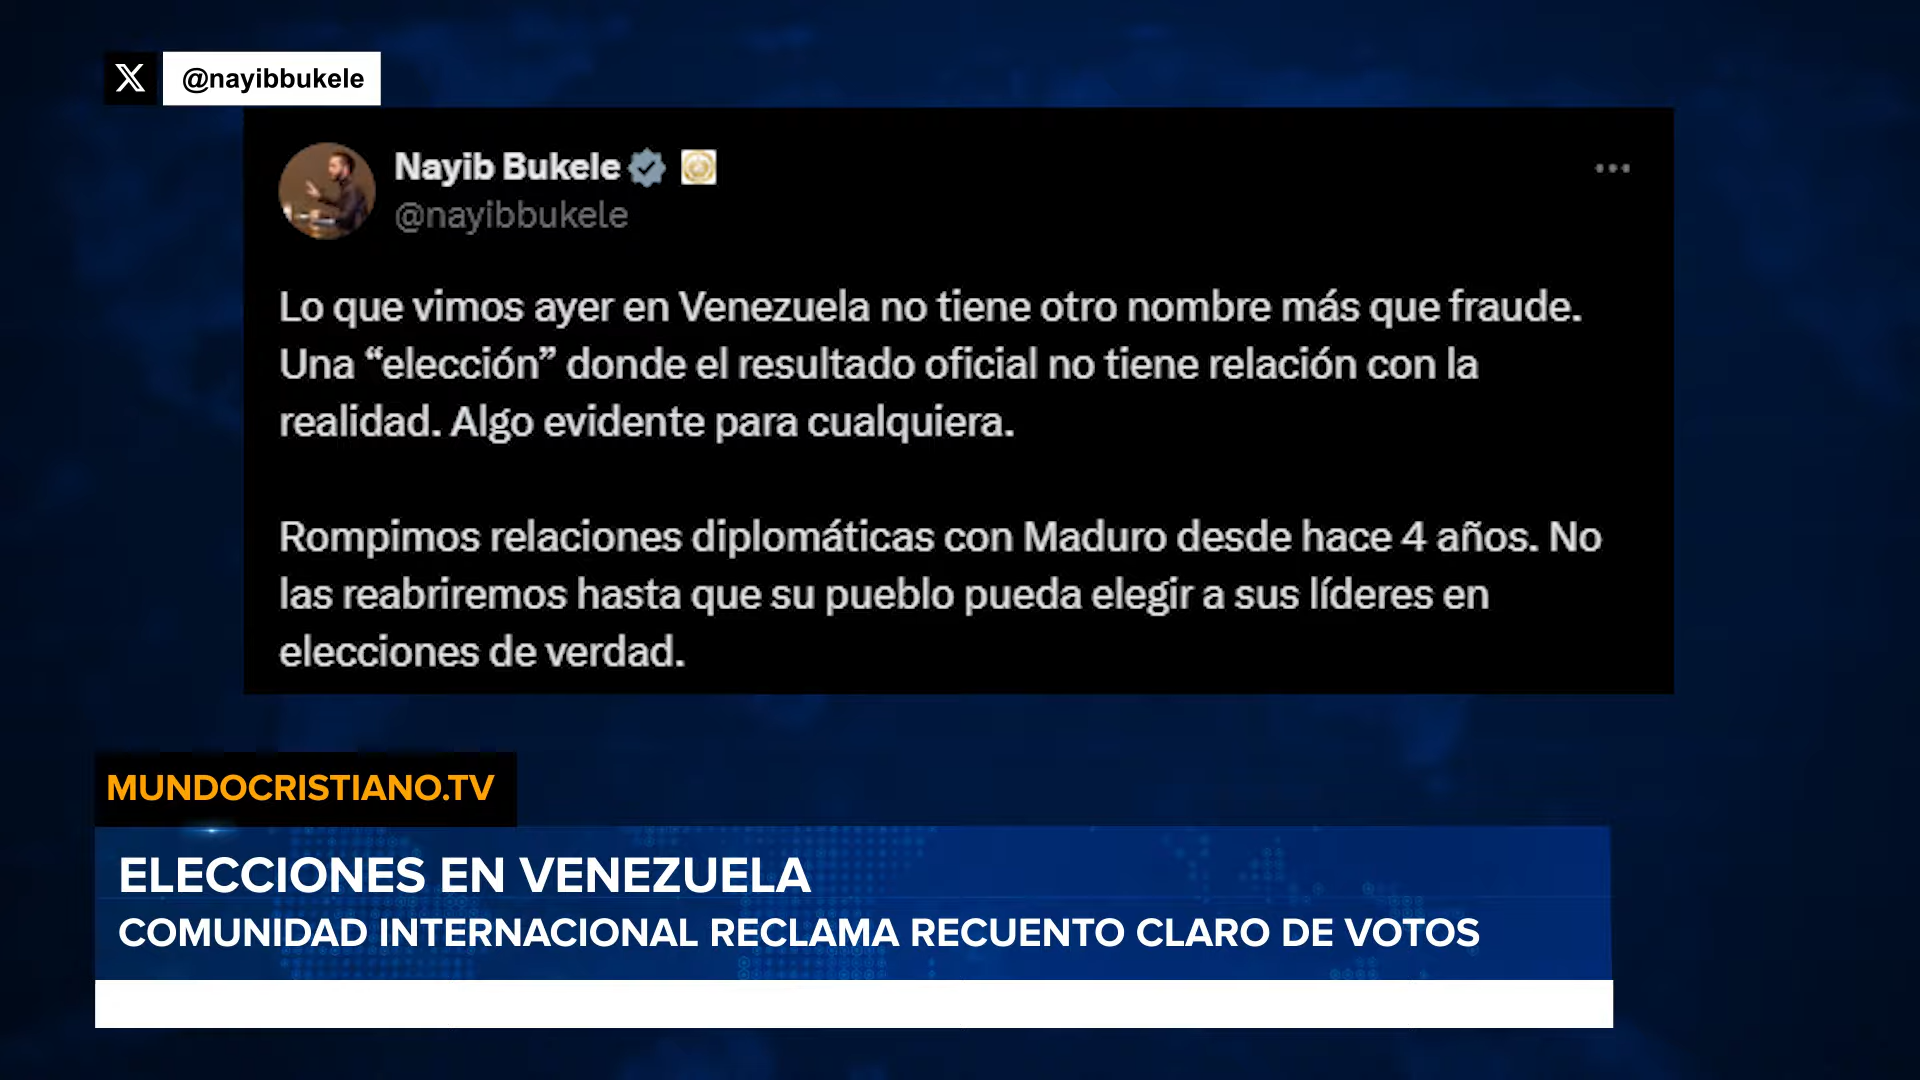 @nayibbukele
Nayib Bukele
@nayibbukele
Lo que vimos ayer en Venezuela no tiene otro nombre más que fraude.
Una “elección” donde el resultado oficial no tiene relación con la
realidad. Algo evidente para cualquiera.
Rompimos relaciones diplomáticas con Maduro desde hace 4 años. No
las reabriremos hasta que su pueblo pueda elegir a sus líderes en
elecciones de verdad.
MUNDOCRISTIANO.TV
ELECCIONES EN VENEZUELA
COMUNIDAD INTERNACIONAL RECLAMA RECUENTO CLARO DE VOTOS